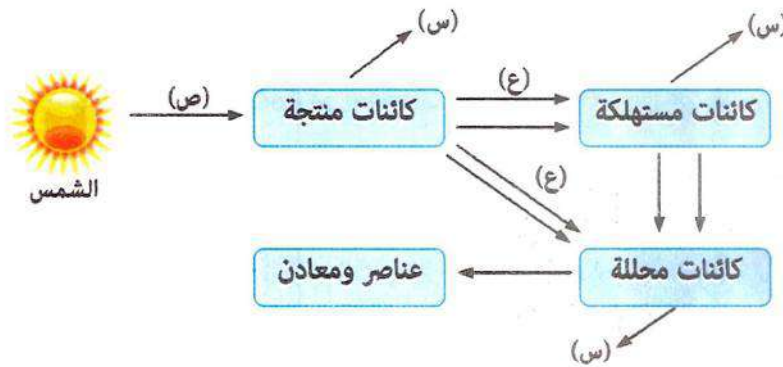 (س)
(س)
(ص)
كائنات منتجة
(ع)
كائنات مستهلكة
الشمس
(ع)
عناصر ومعادن
كائنات محللة
(س)